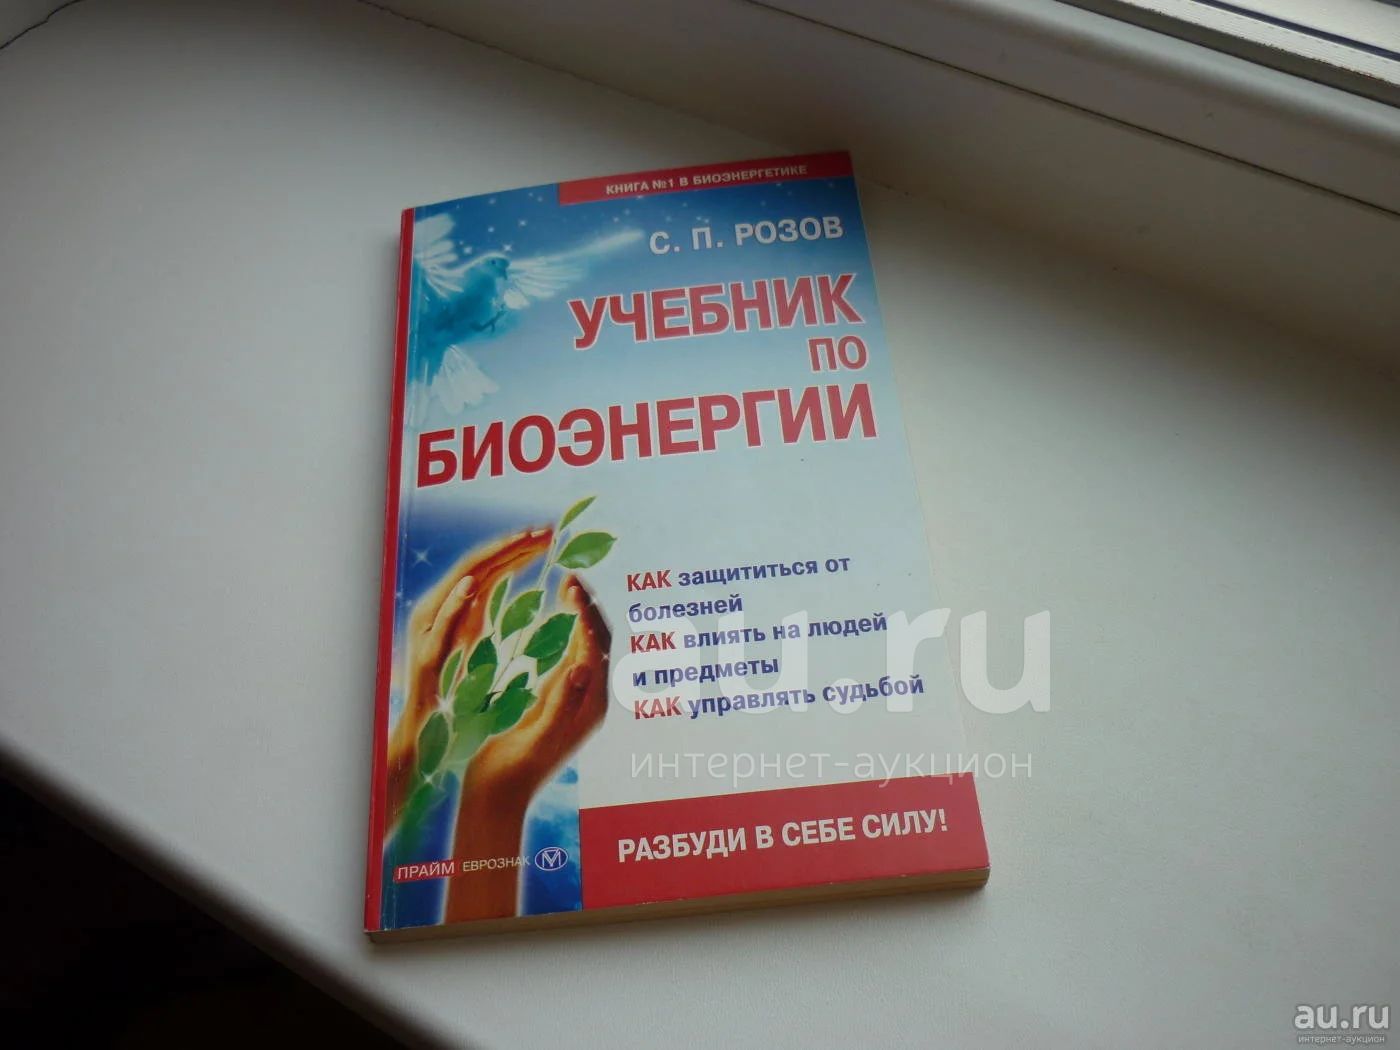 КНИГА №1 В БИОЭНЕРГЕТИКЕ
С. П. РОЗОВ
УЧЕБНИК
ПО
БИОЭНЕРГИИ
КАК защититься от
болезней
КАК влиять на людей
и предметы
КАК управлять судьбой
au.ru
интернет-аукцион
РАЗБУДИ В СЕБЕ СИЛУ!
ПРАЙМ ЕВРОЗНАК М
au.ru
интернет-аукцион